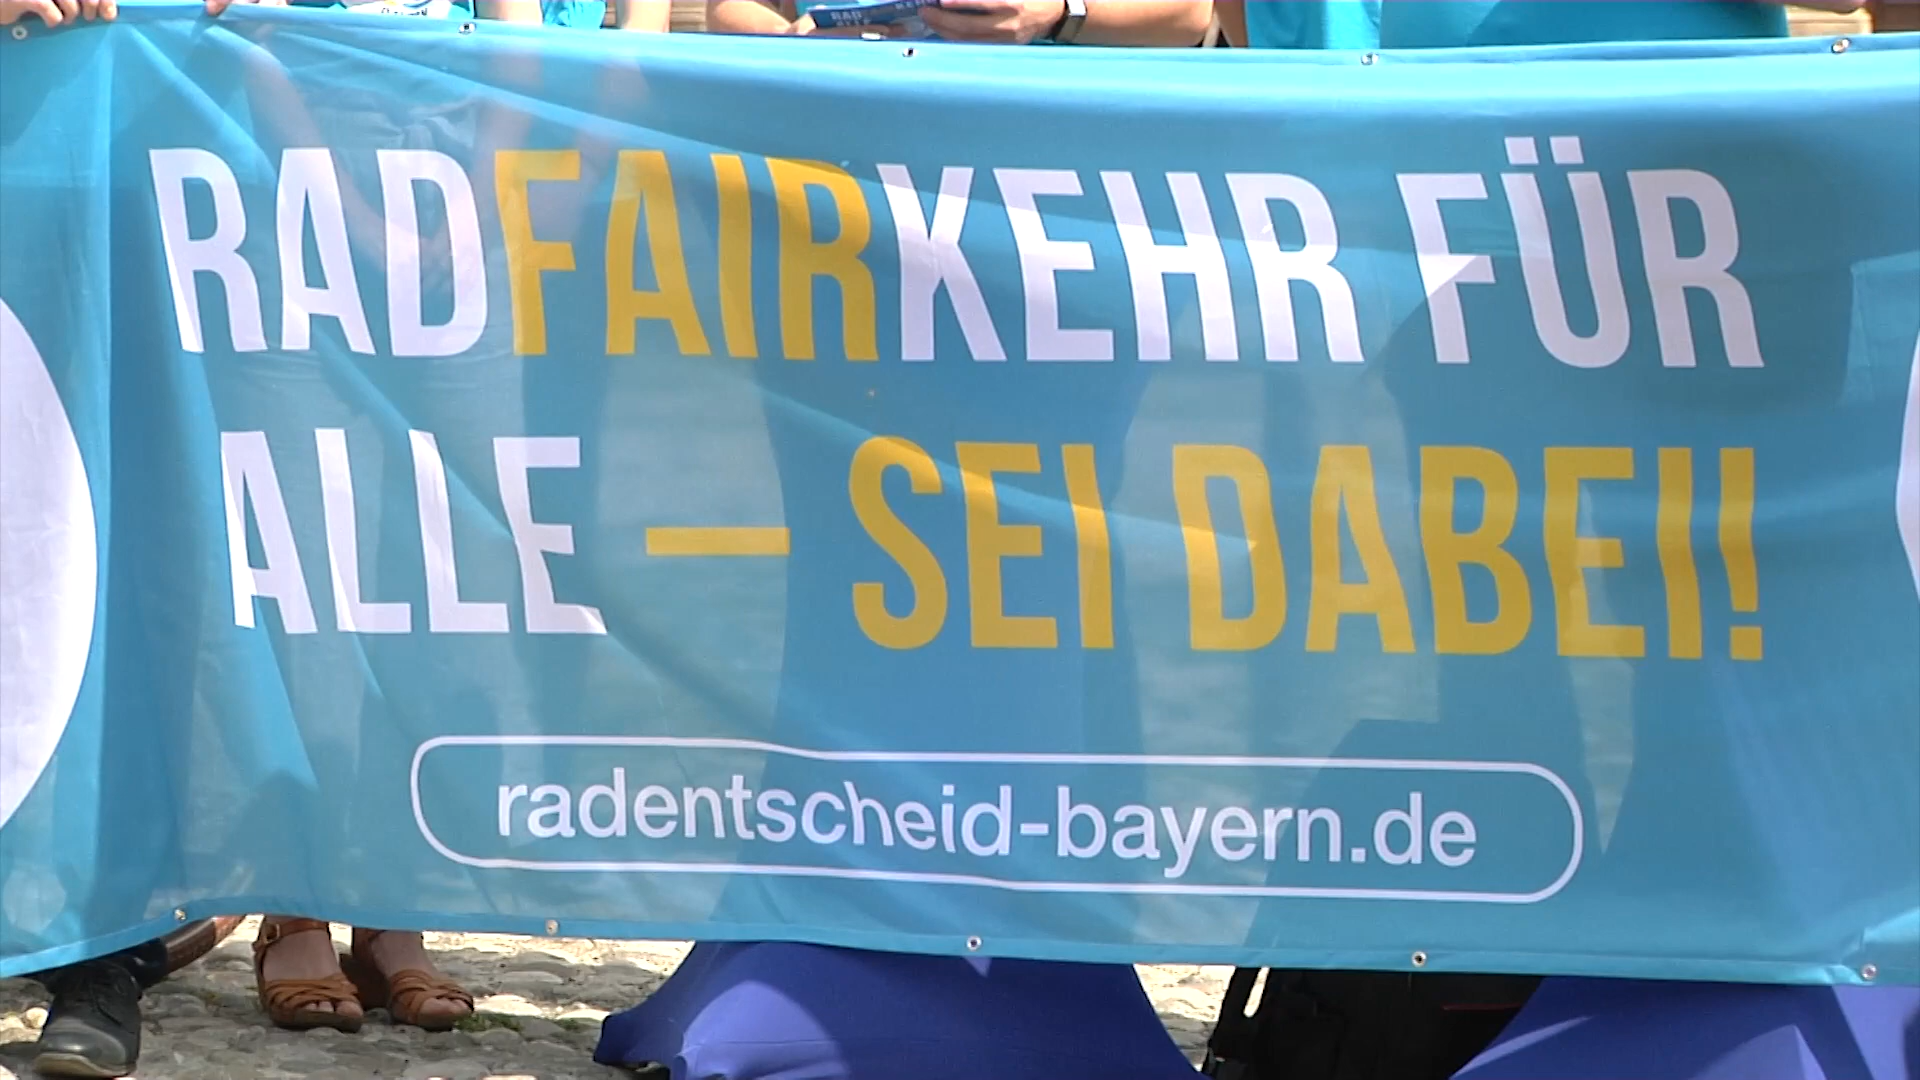 RADFAIRKEHR FÜR
ALLE – SEI DABEI!
radentscheid-bayern.de